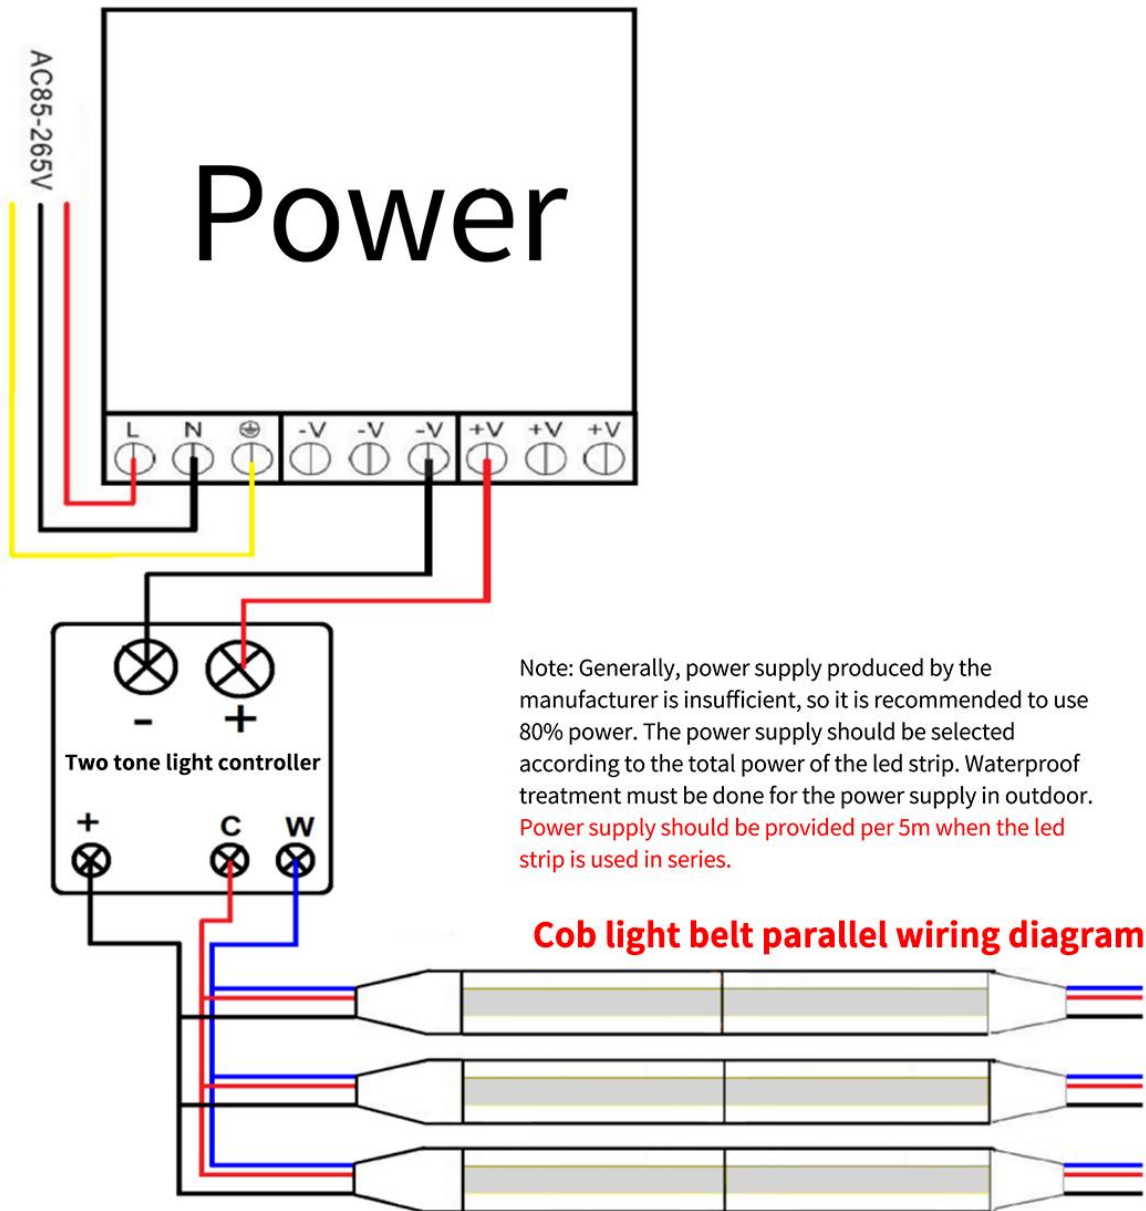 AC85-265V
Power
L N ⏚ -V -V -V +V +V +V
- +
Two tone light controller
+ C W
Note: Generally, power supply produced by the
manufacturer is insufficient, so it is recommended to use
80% power. The power supply should be selected
according to the total power of the led strip. Waterproof
treatment must be done for the power supply in outdoor.
Power supply should be provided per 5m when the led
strip is used in series.
Cob light belt parallel wiring diagram